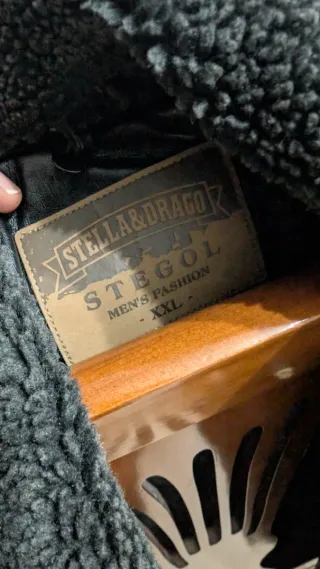 STELLA&DRAGO
STEGOL
MEN'S FASHION
- XXL -